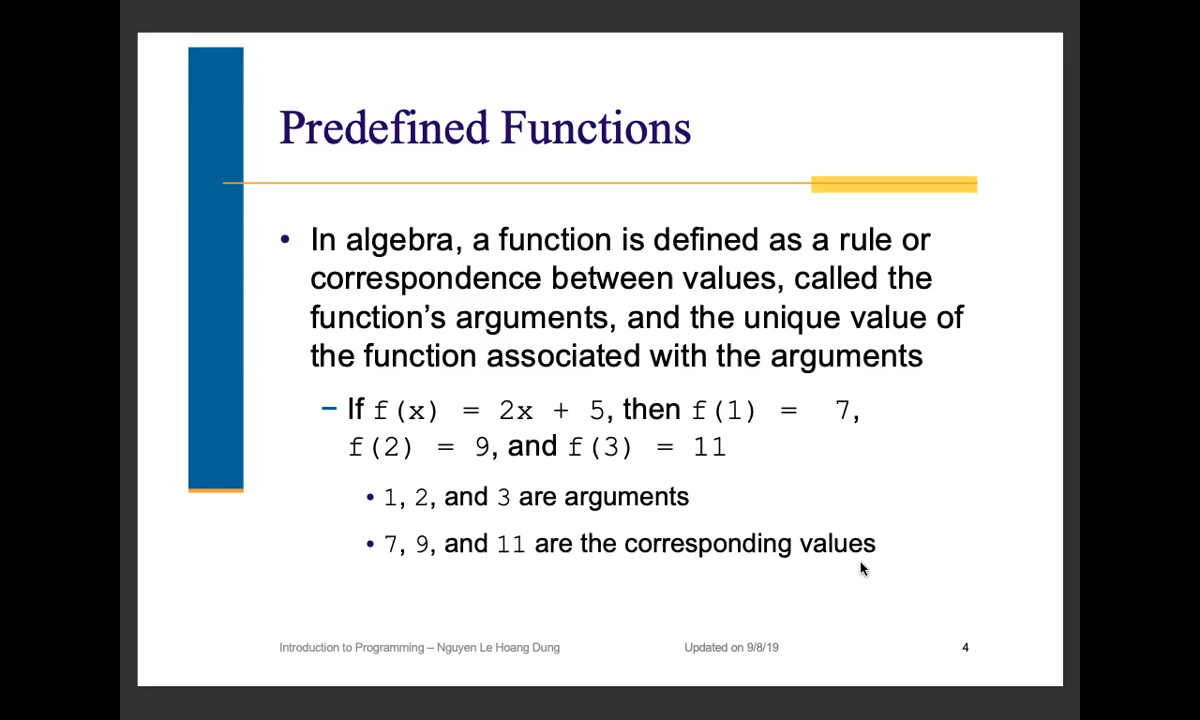 Predefined Functions
• In algebra, a function is defined as a rule or
correspondence between values, called the
function’s arguments, and the unique value of
the function associated with the arguments
– If f(x) = 2x + 5, then f(1) = 7,
f(2) = 9, and f(3) = 11
• 1, 2, and 3 are arguments
• 7, 9, and 11 are the corresponding values
Introduction to Programming – Nguyen Le Hoang Dung Updated on 9/8/19 4